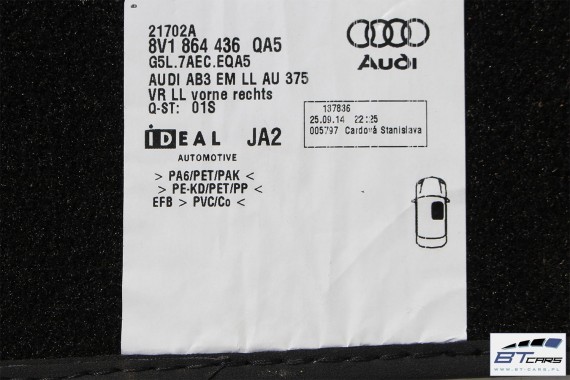 21702A
8V1 864 436 QA5
G5L.7AEC.EQA5
AUDI AB3 EM LL AU 375
VR LL vorne rechts
Q-ST: 01S
iDEAL JA2
AUTOMOTIVE
> PA6/PET/PAK <
> PE-KD/PET/PP <
EFB > PVC/Co <
Audi
137836
25.09.14 22:25
005797 Cardová Stanislava
BTCARS
WWW.BT-CARS.PL